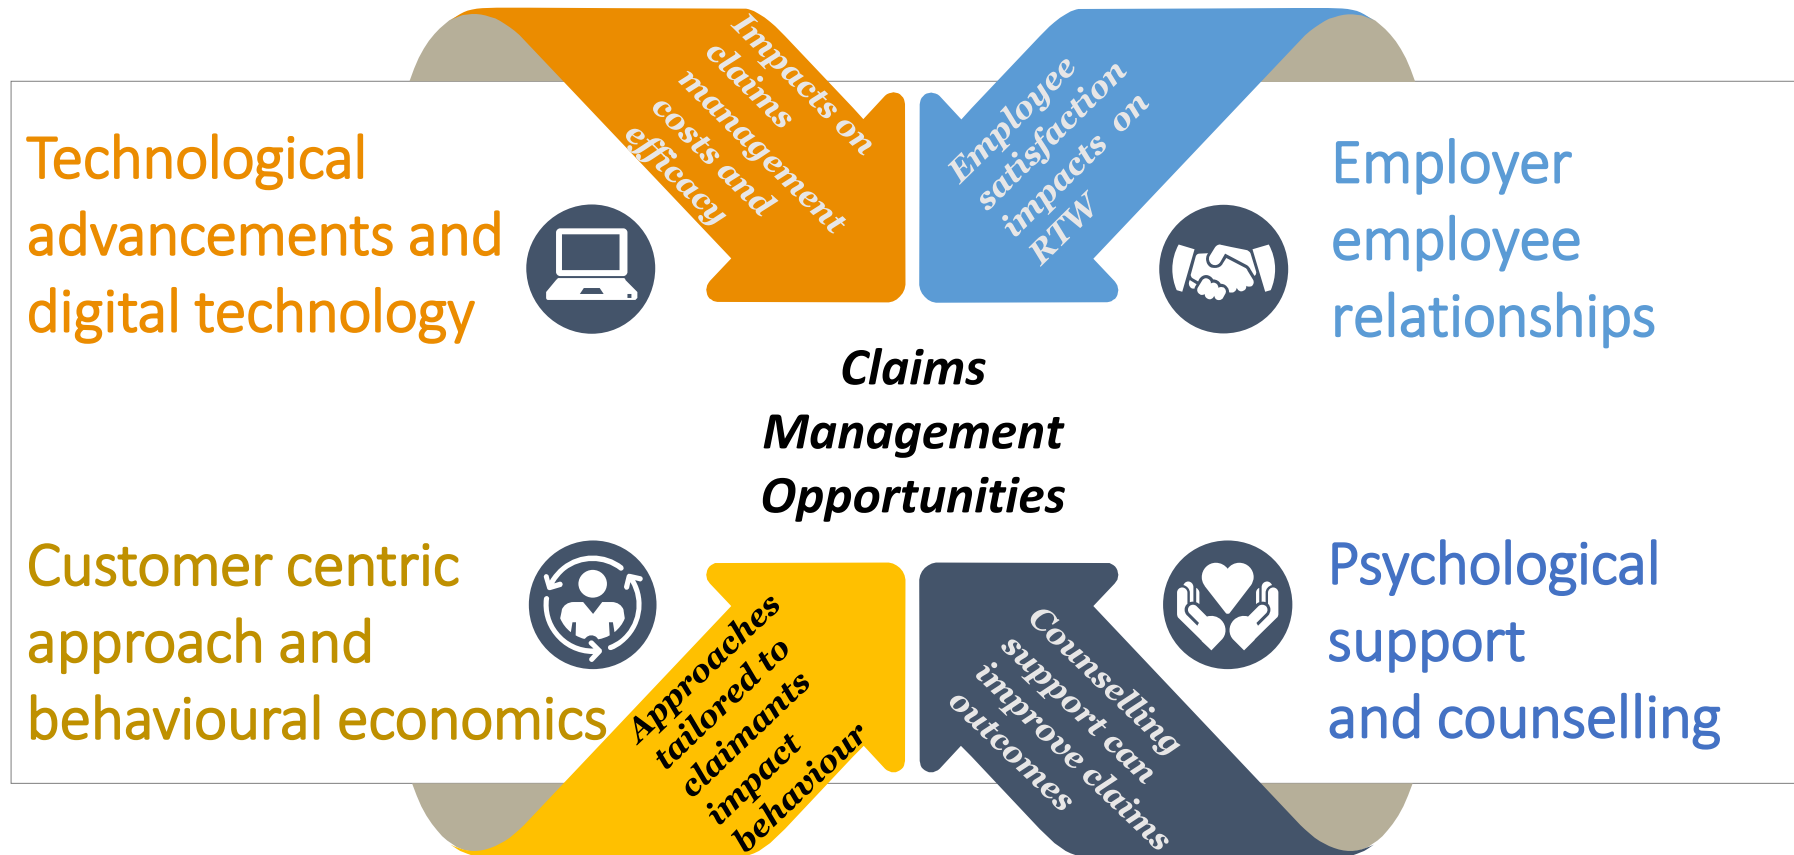 Technological
advancements and
digital technology
Impacts on
claims
management
costs and
efficacy
Employee
satisfaction
impacts on
RTW
Employer
employee
relationships
Claims
Management
Opportunities
Customer centric
approach and
behavioural economics
Approaches
tailored to
claimants
impact
behaviour
Counselling
support can
improve claims
outcomes
Psychological
support
and counselling